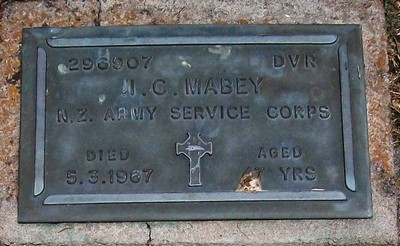 296907 DVR
C. MABEY
N.Z. ARMY SERVICE CORPS
DIED AGED
5.3.1967 YRS